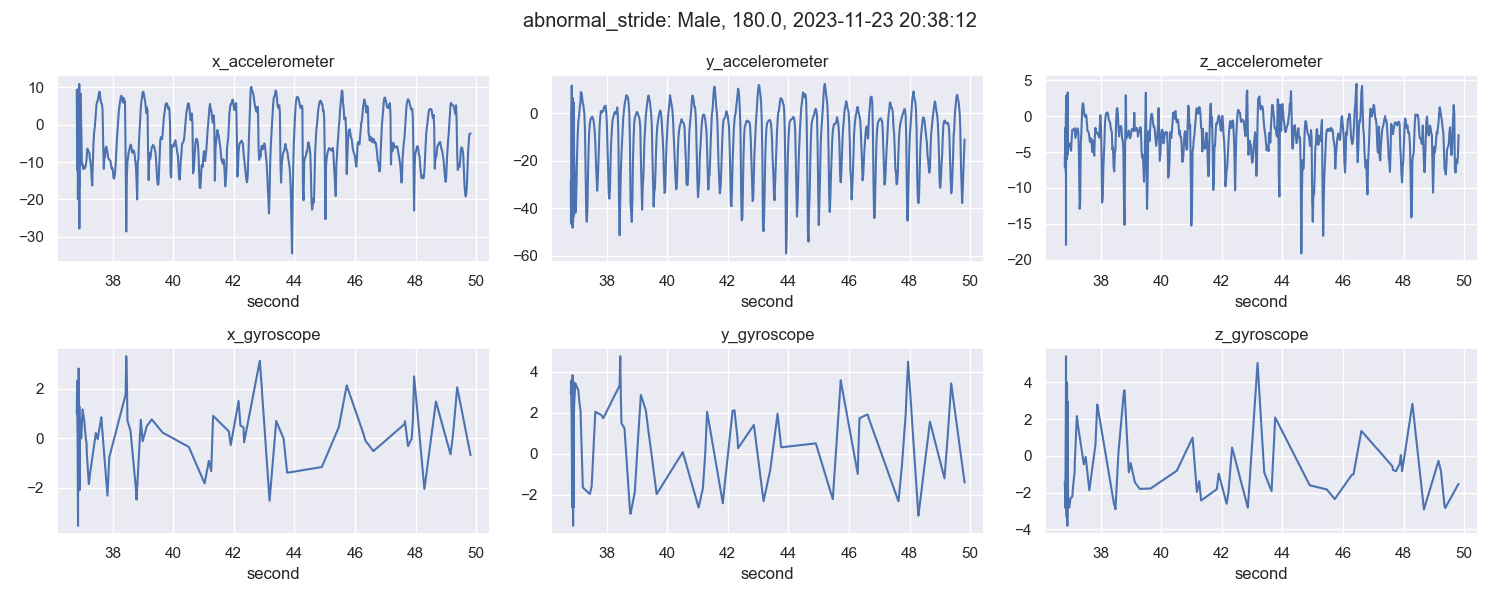 abnormal_stride: Male, 180.0, 2023-11-23 20:38:12
x_accelerometer
10
0
−10
−20
−30
38 40 42 44 46 48 50
second
y_accelerometer
0
−20
−40
−60
38 40 42 44 46 48 50
second
z_accelerometer
5
0
−5
−10
−15
−20
38 40 42 44 46 48 50
second
x_gyroscope
2
0
−2
38 40 42 44 46 48 50
second
y_gyroscope
4
2
0
−2
38 40 42 44 46 48 50
second
z_gyroscope
4
2
0
−2
−4
38 40 42 44 46 48 50
second